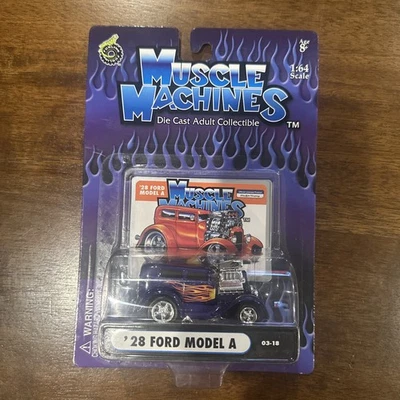 Age
8+
1:64
Scale
MUSCLE
MACHINES
Die Cast Adult Collectible
TM
'28 FORD
MODEL A
MUSCLE
MACHINES
'28 FORD MODEL A
03-18
WARNING: